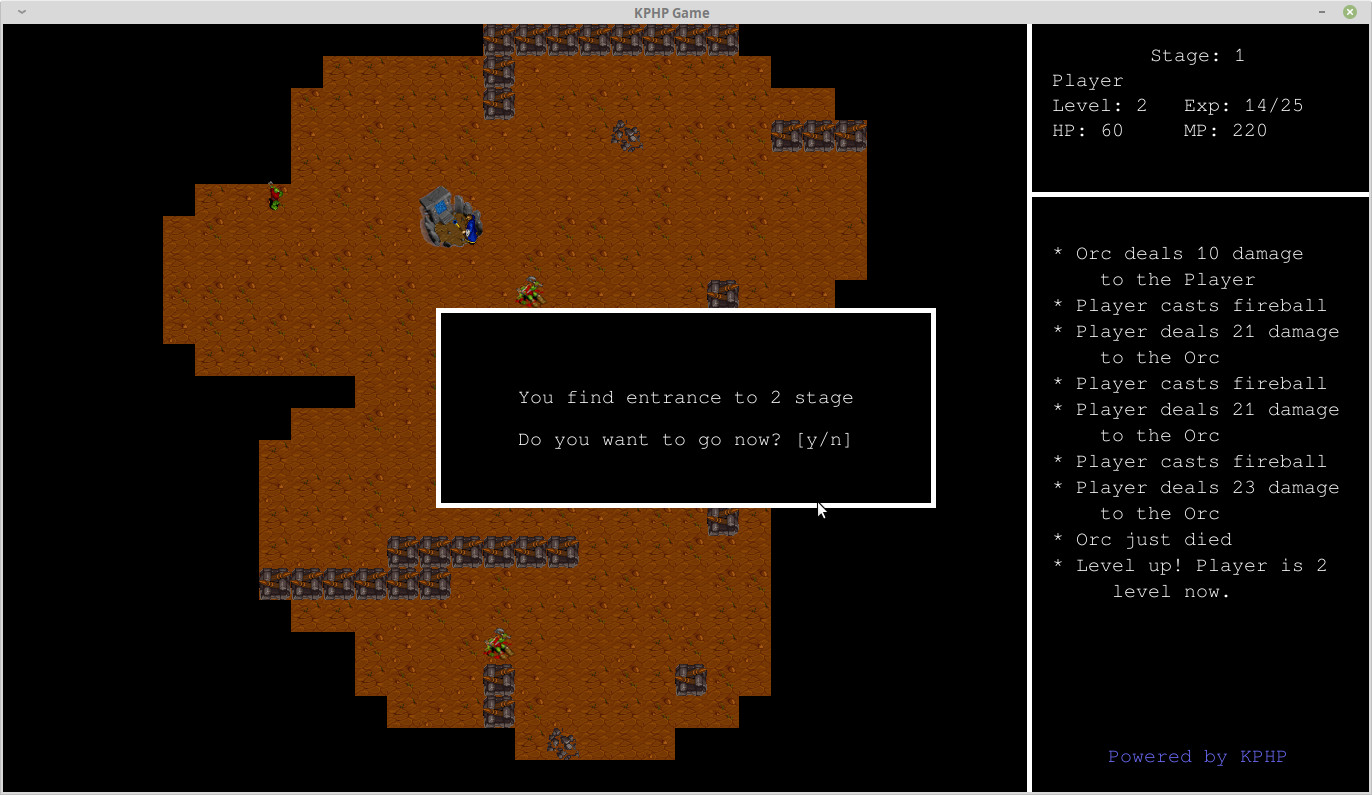 KPHP Game
Stage: 1
Player
Level: 2 Exp: 14/25
HP: 60 MP: 220
* Orc deals 10 damage
to the Player
* Player casts fireball
* Player deals 21 damage
to the Orc
* Player casts fireball
* Player deals 21 damage
to the Orc
* Player casts fireball
* Player deals 23 damage
to the Orc
* Orc just died
* Level up! Player is 2
level now.
You find entrance to 2 stage
Do you want to go now? [y/n]
Powered by KPHP